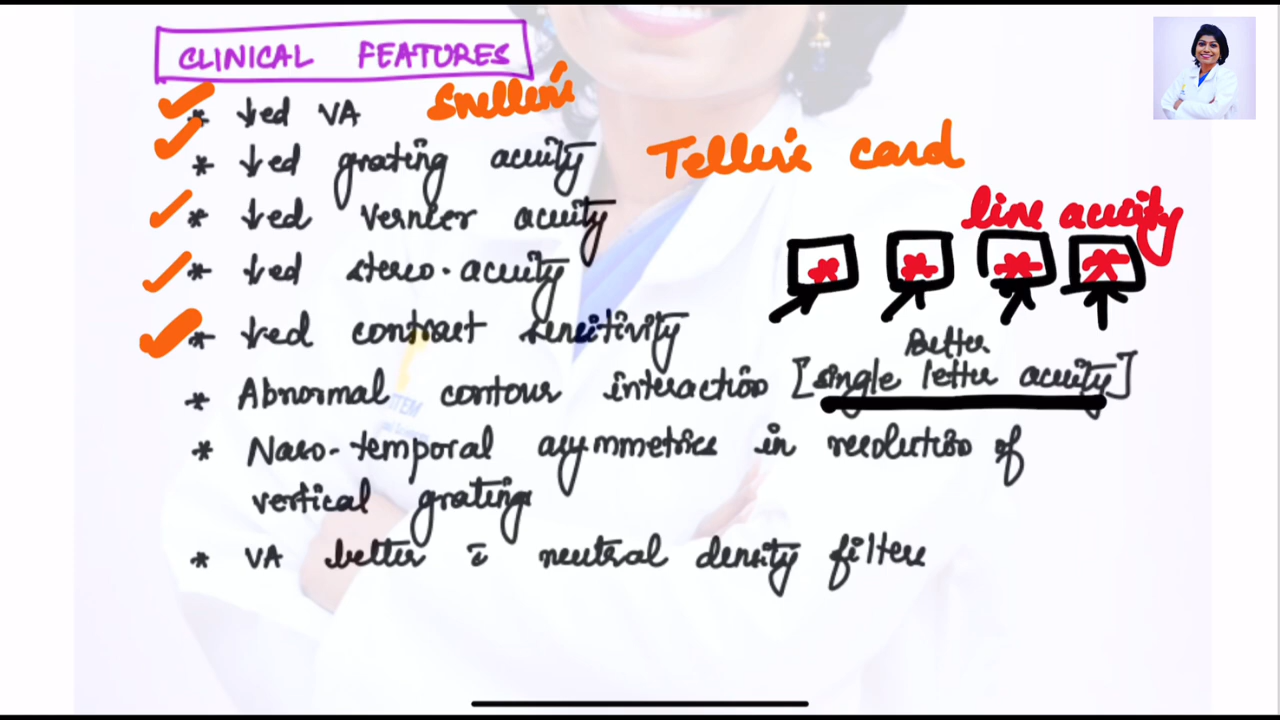 CLINICAL FEATURES
* ↓ed VA Snellen's
* ↓ed grating acuity Teller's card
* ↓ed vernier acuity
line acuity
* ↓ed stereo-acuity
* ↓ed contrast sensitivity
Better
* Abnormal contour interaction [single letter acuity]
* Naso-temporal asymmetries in resolution of
vertical gratings
* VA better c̄ neutral density filters